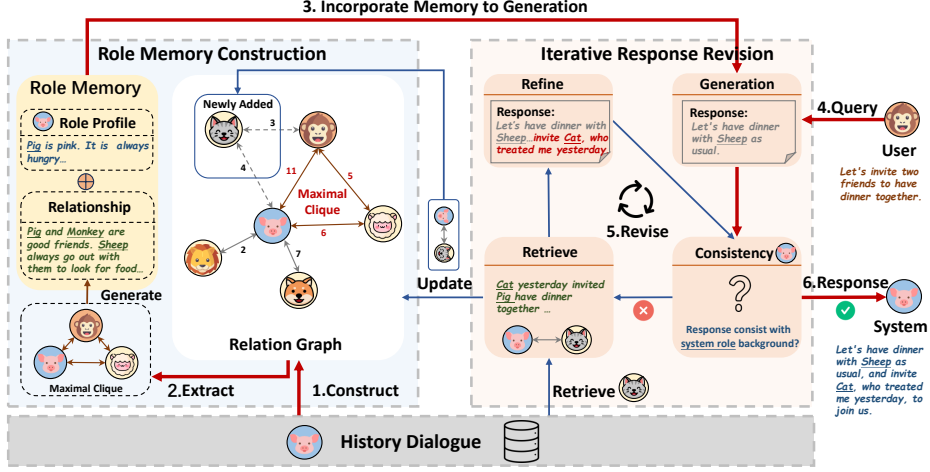 3. Incorporate Memory to Generation
Role Memory Construction
Role Memory
Role Profile
Pig is pink. It is always
hungry…
Relationship
Pig and Monkey are
good friends. Sheep
always go out with
them to look for food…
Generate
Maximal Clique
Newly Added
3
4
11
5
Maximal
Clique
6
2
7
Relation Graph
Update
2.Extract
1.Construct
Iterative Response Revision
Refine
Response:
Let's have dinner with
Sheep…invite Cat, who
treated me yesterday.
Generation
Response:
Let's have dinner
with Sheep as
usual.
4.Query
User
Let's invite two
friends to have
dinner together.
5.Revise
Retrieve
Cat yesterday invited
Pig have dinner
together …
Consistency
?
Response consist with
system role background?
6.Response
System
Let's have dinner
with Sheep as
usual, and invite
Cat, who treated
me yesterday, to
join us.
Retrieve
History Dialogue